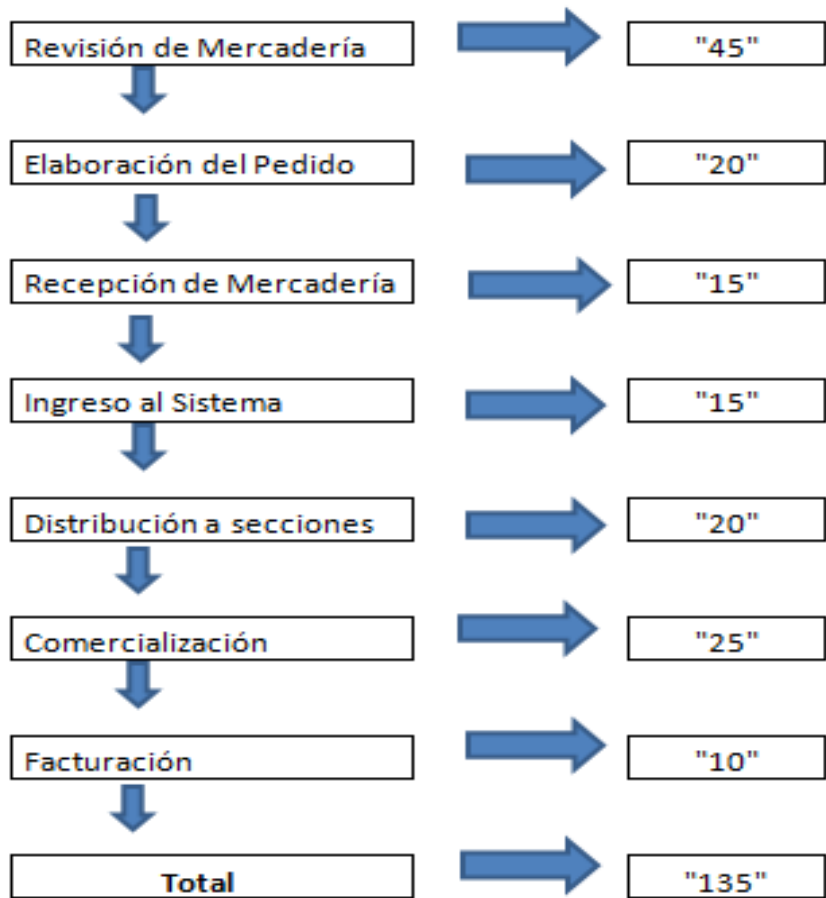 Revisión de Mercadería "45"
Elaboración del Pedido "20"
Recepción de Mercadería "15"
Ingreso al Sistema "15"
Distribución a secciones "20"
Comercialización "25"
Facturación "10"
Total "135"